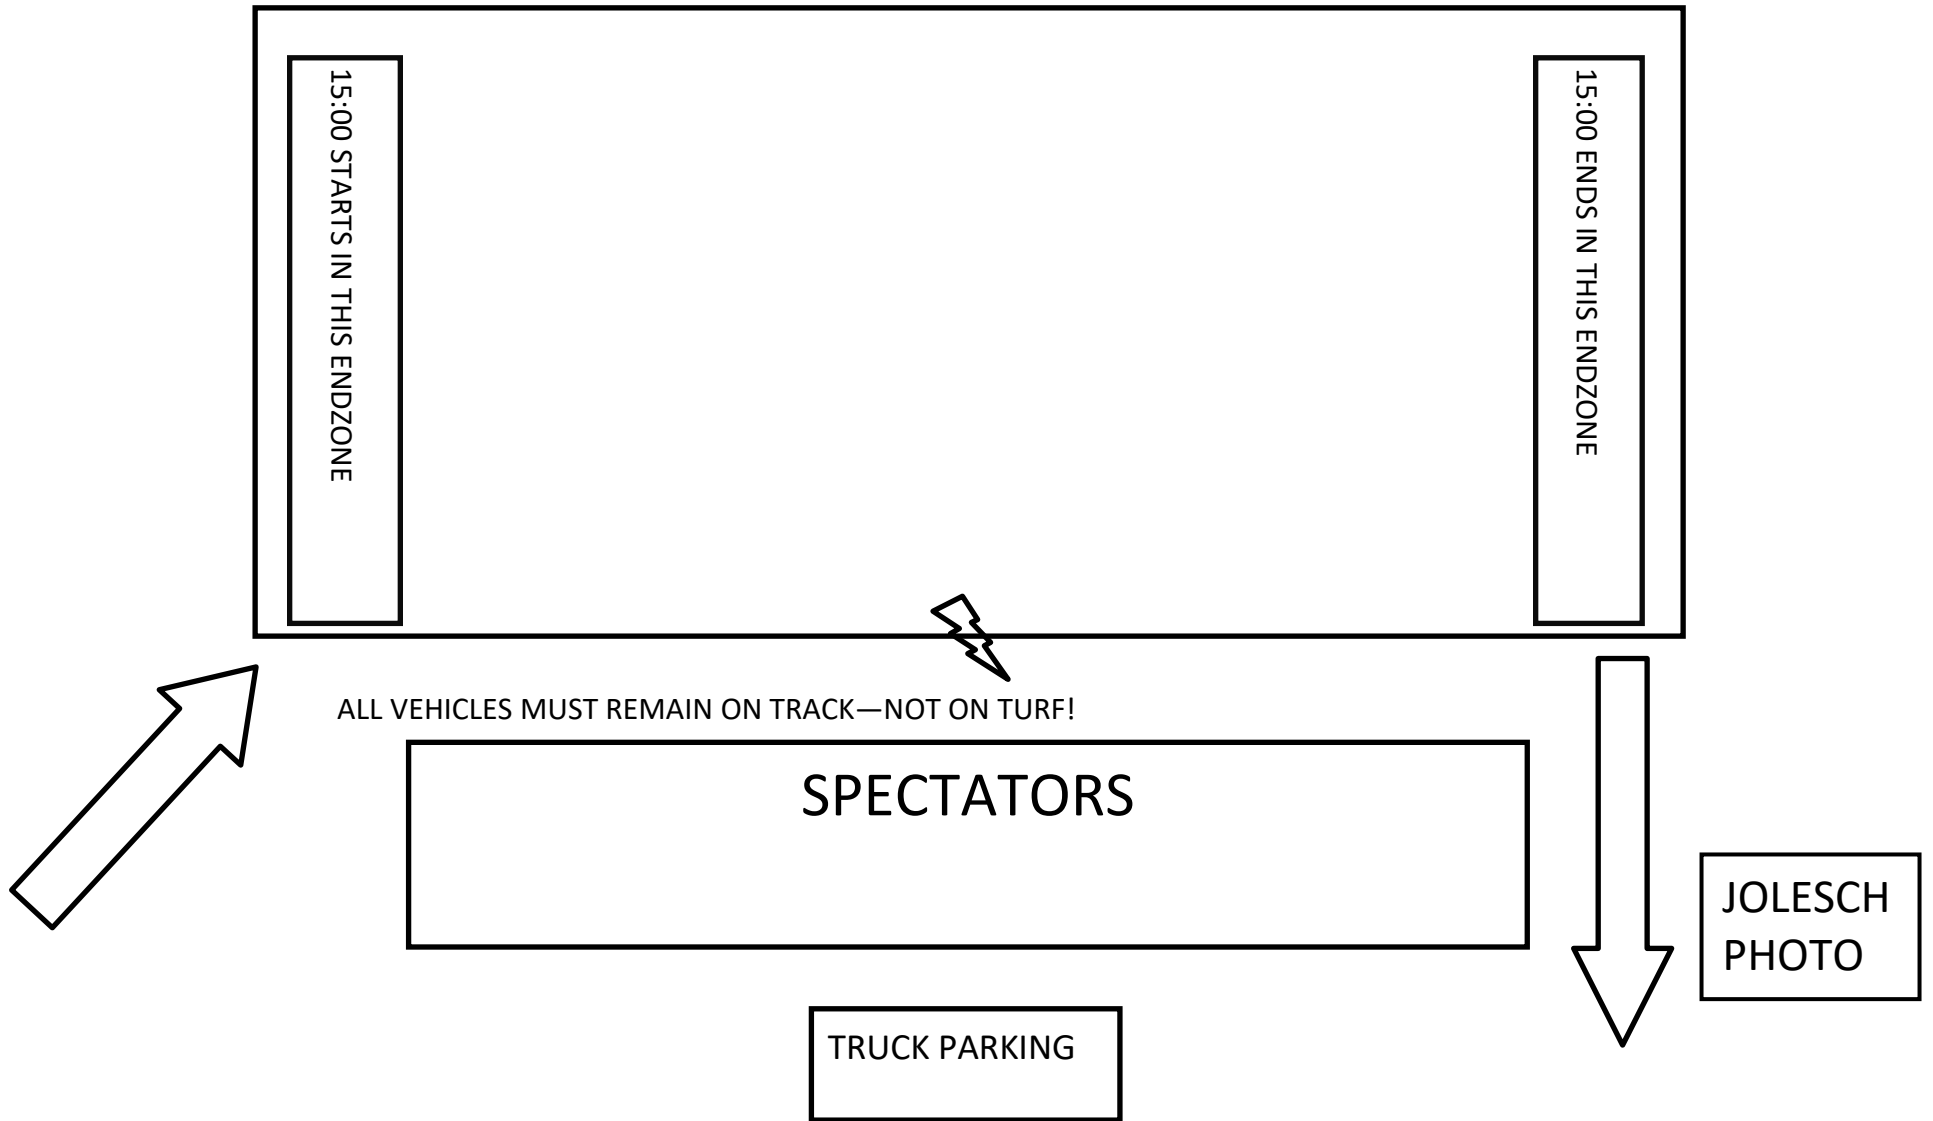 15:00 STARTS IN THIS ENDZONE
15:00 ENDS IN THIS ENDZONE
ALL VEHICLES MUST REMAIN ON TRACK—NOT ON TURF!
SPECTATORS
JOLESCH
PHOTO
TRUCK PARKING